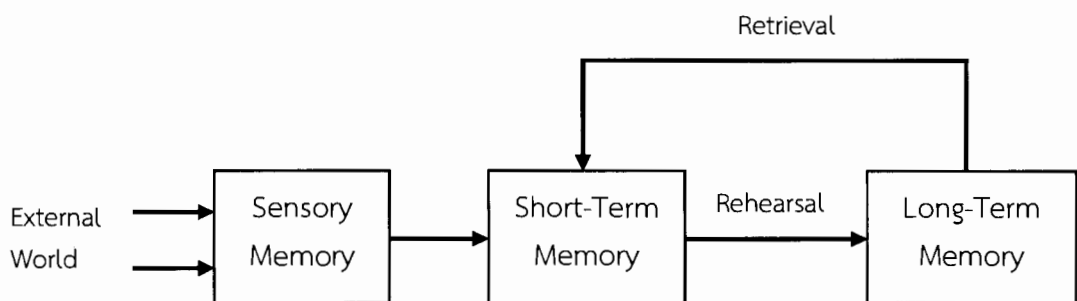 Retrieval
External
World
Sensory
Memory
Short-Term
Memory
Rehearsal
Long-Term
Memory